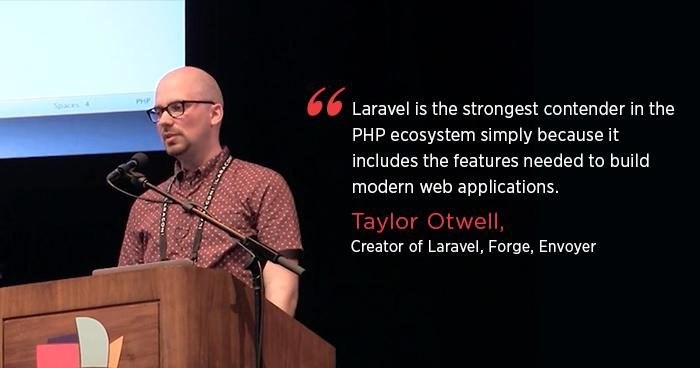 Spaces: 4 PHP
“ Laravel is the strongest contender in the
PHP ecosystem simply because it
includes the features needed to build
modern web applications.
Taylor Otwell,
Creator of Laravel, Forge, Envoyer